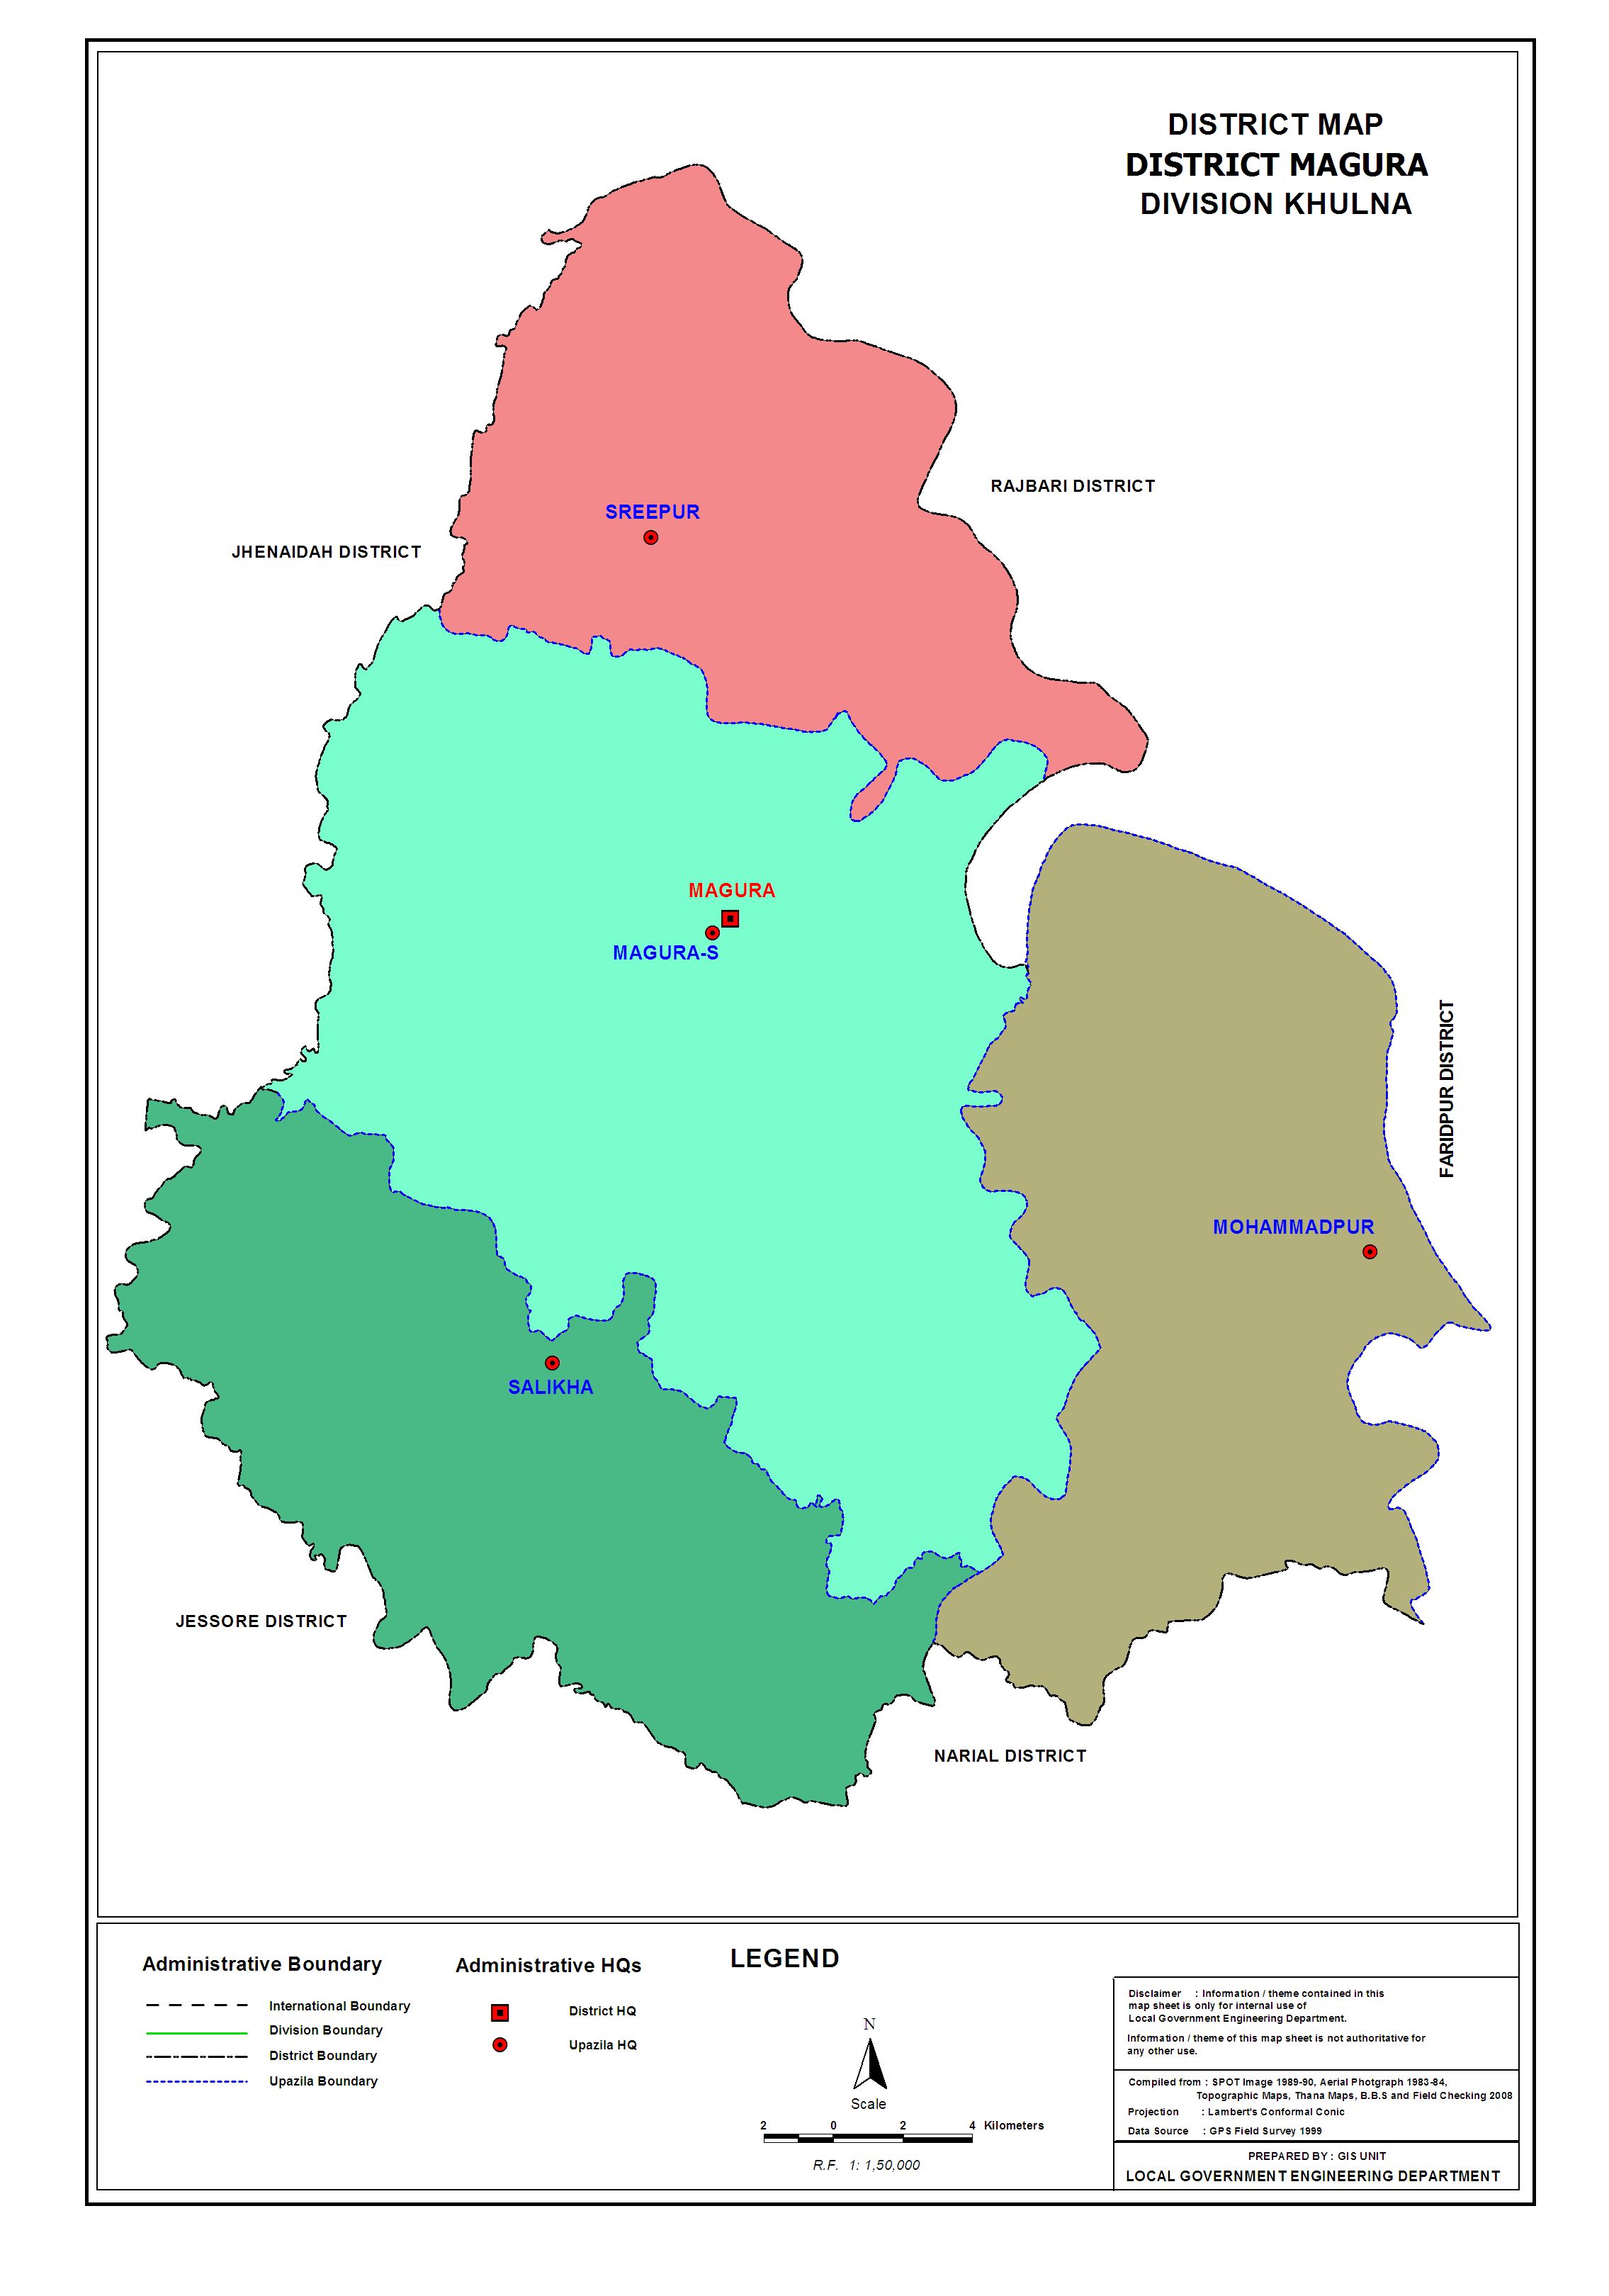 DISTRICT MAP
DISTRICT MAGURA
DIVISION KHULNA
RAJBARI DISTRICT
SREEPUR
JHENAIDAH DISTRICT
MAGURA
MAGURA-S
FARIDPUR DISTRICT
MOHAMMADPUR
SALIKHA
JESSORE DISTRICT
NARIAL DISTRICT
LEGEND
Administrative Boundary
International Boundary
Division Boundary
District Boundary
Upazila Boundary
Administrative HQs
District HQ
Upazila HQ
N
Scale
2 0 2 4 Kilometers
R.F. 1: 1,50,000
Disclaimer : Information / theme contained in this
map sheet is only for internal use of
Local Government Engineering Department.
Information / theme of this map sheet is not authoritative for
any other use.
Compiled from : SPOT Image 1989-90, Aerial Photgraph 1983-84,
Topographic Maps, Thana Maps, B.B.S and Field Checking 2008
Projection : Lambert's Conformal Conic
Data Source : GPS Field Survey 1999
PREPARED BY : GIS UNIT
LOCAL GOVERNMENT ENGINEERING DEPARTMENT